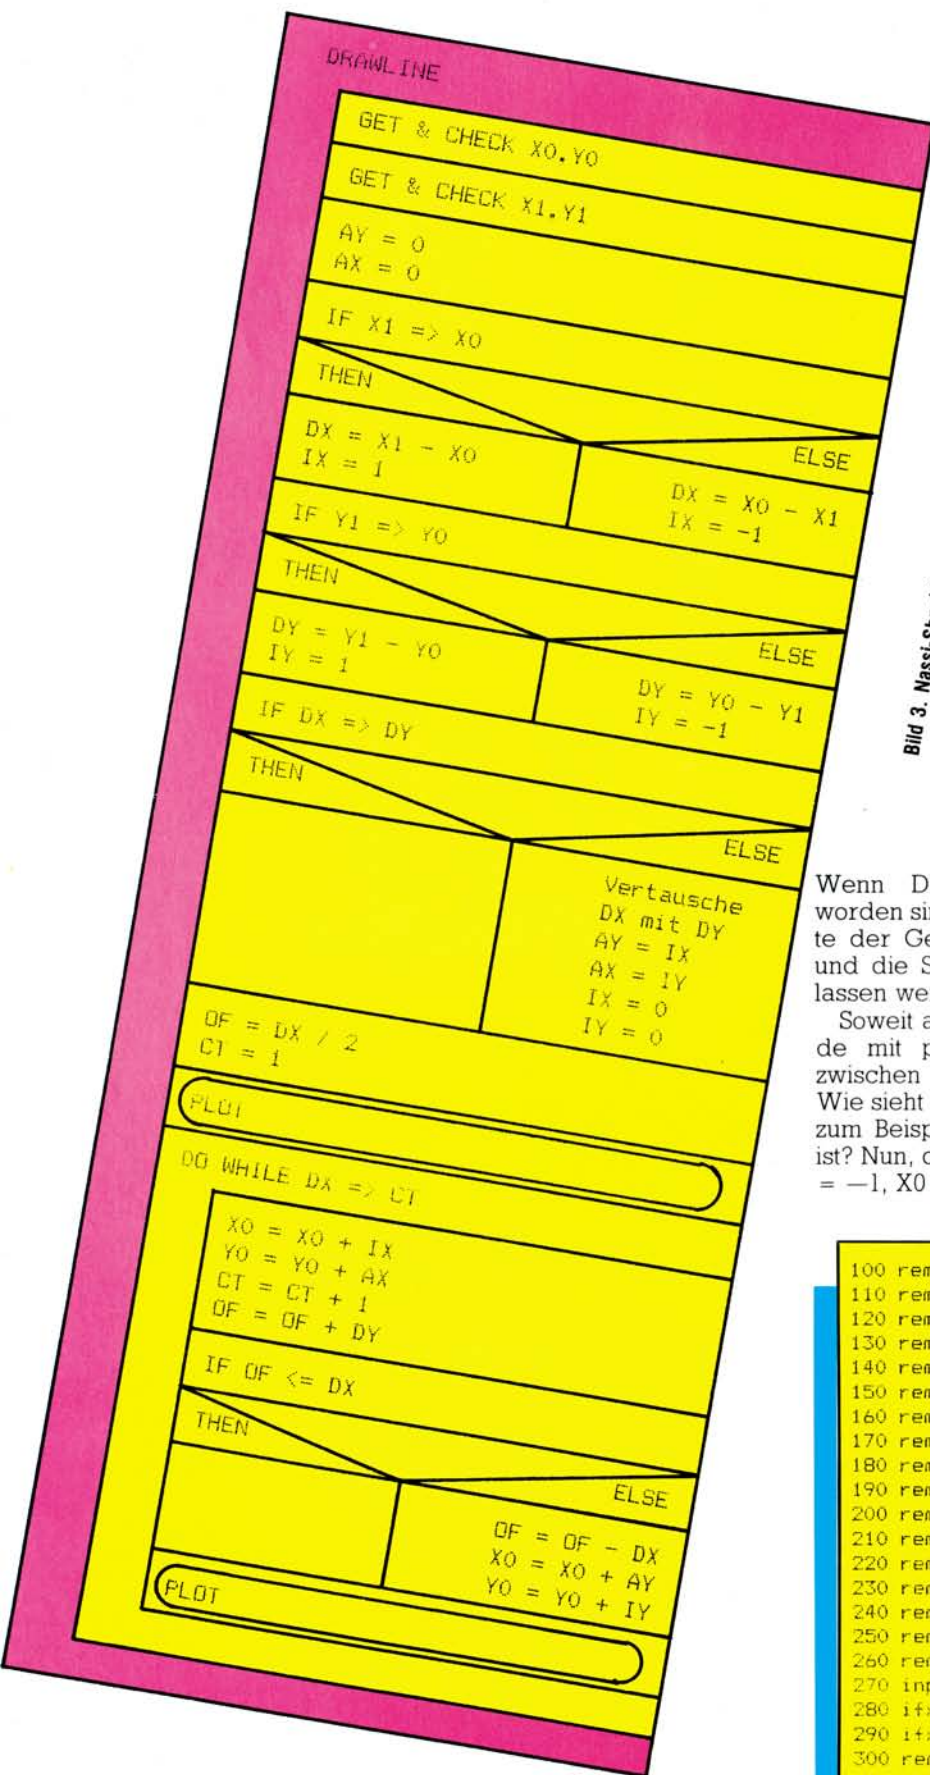 DRAWLINE
GET & CHECK X0.Y0
GET & CHECK X1.Y1
AY = 0
AX = 0
IF X1 => X0
THEN
ELSE
DX = X1 - X0
IX = 1
DX = X0 - X1
IX = -1
IF Y1 => Y0
THEN
ELSE
DY = Y1 - Y0
IY = 1
DY = Y0 - Y1
IY = -1
IF DX => DY
THEN
ELSE
Vertausche
DX mit DY
AY = IX
AX = IY
IX = 0
IY = 0
OF = DX / 2
CT = 1
PLOT
DO WHILE DX => CT
X0 = X0 + IX
Y0 = Y0 + AX
CT = CT + 1
OF = OF + DY
IF OF <= DX
THEN
ELSE
OF = OF - DX
X0 = X0 + AY
Y0 = Y0 + IY
PLOT
Bild 3. Nassi-
Wenn D
worden
te der Ge
und die S
lassen
Soweit
de mit p
zwischen
Wie sieht
zum Beisp
ist? Nun,
= —1, X0
100 rem
110 rem
120 rem
130 rem
140 rem
150 rem
160 rem
170 rem
180 rem
190 rem
200 rem
210 rem
220 rem
230 rem
240 rem
250 rem
260 rem
270 inp
280 if
290 if
300 rem